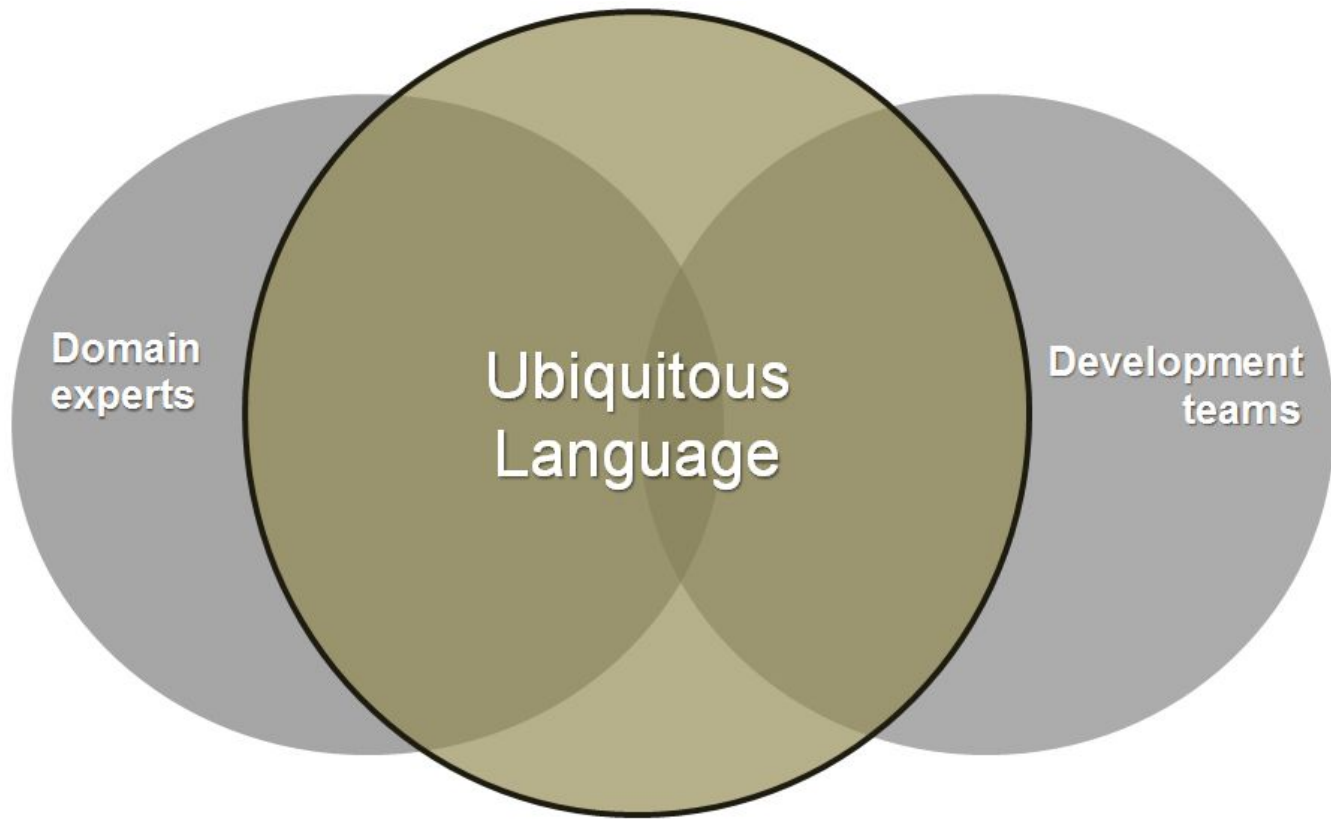 Domain
experts
Ubiquitous
Language
Development
teams